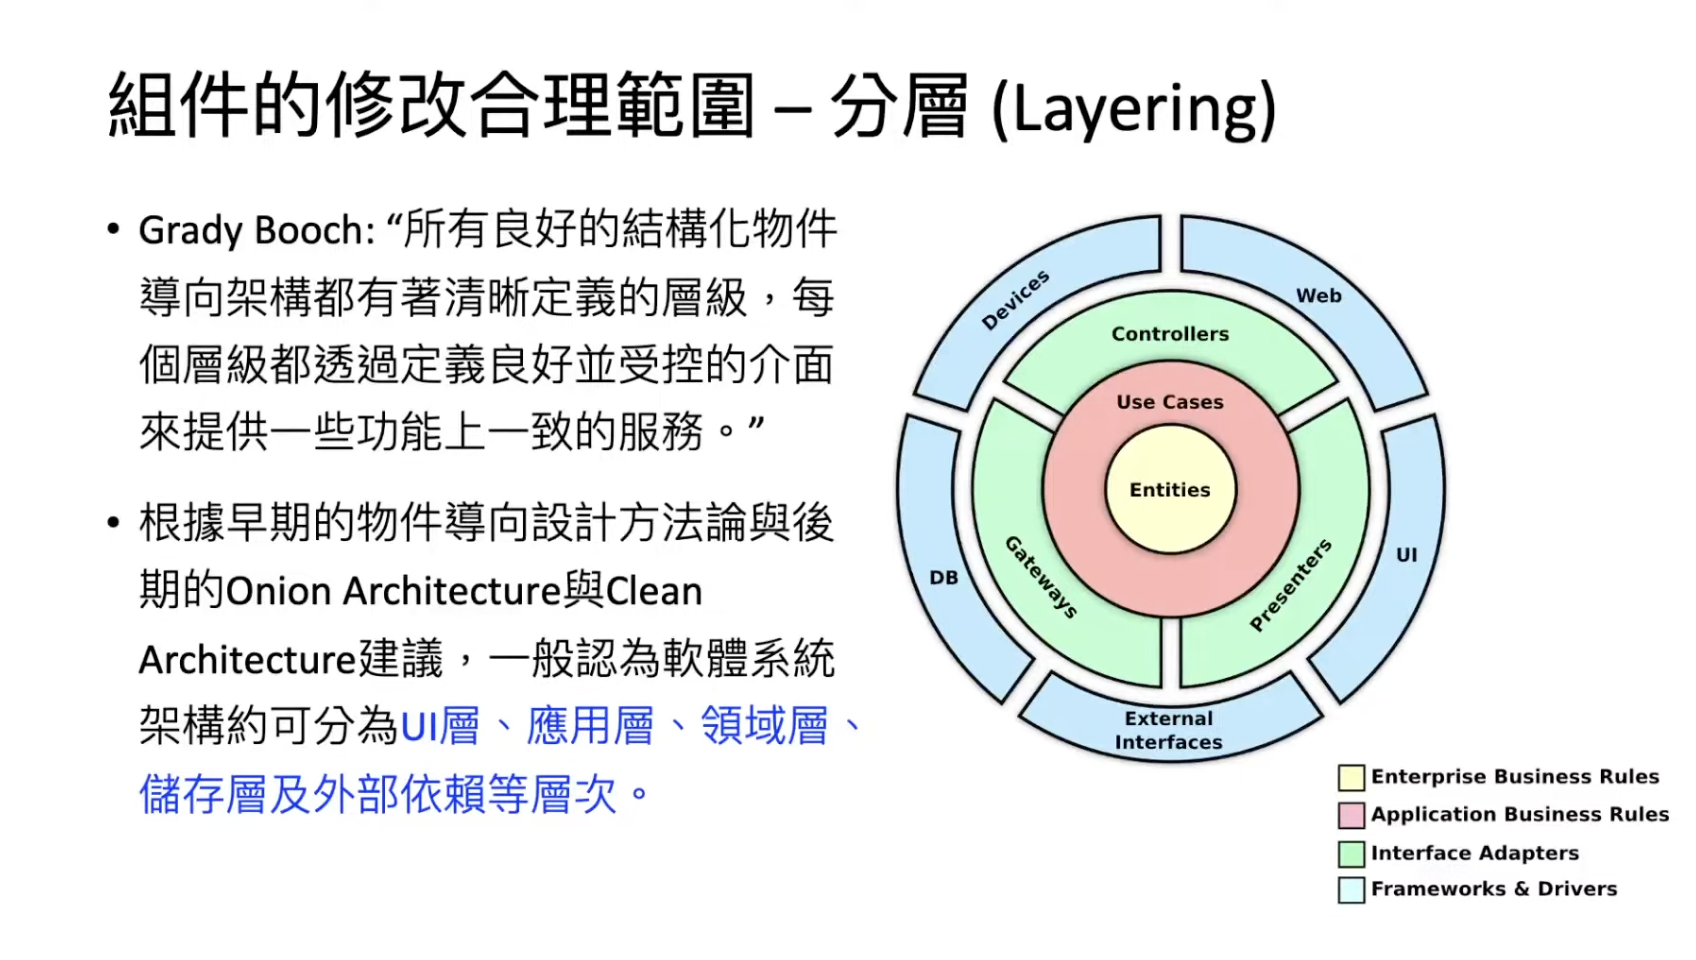 組件的修改合理範圍 – 分層 (Layering)
• Grady Booch: “所有良好的結構化物件
導向架構都有著清晰定義的層級，每
個層級都透過定義良好並受控的介面
來提供一些功能上一致的服務。”
• 根據早期的物件導向設計方法論與後
期的Onion Architecture與Clean
Architecture建議，一般認為軟體系統
架構約可分為UI層、應用層、領域層、
儲存層及外部依賴等層次。
Devices
Web
Controllers
Use Cases
Entities
Gateways
Presenters
DB
UI
External
Interfaces
Enterprise Business Rules
Application Business Rules
Interface Adapters
Frameworks & Drivers